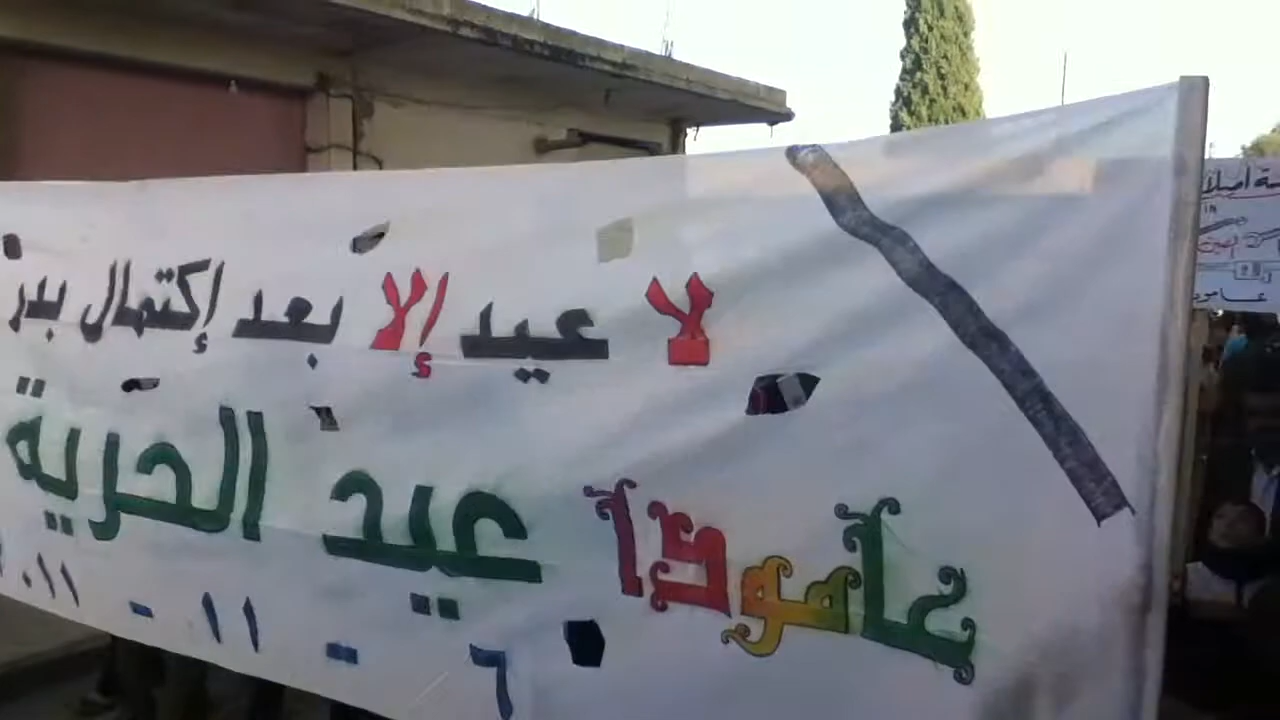 لا عيد إلا بعد إكتمال بدر
عيد الحرية
عامودا
٦ - ١١ - ٢٠١١